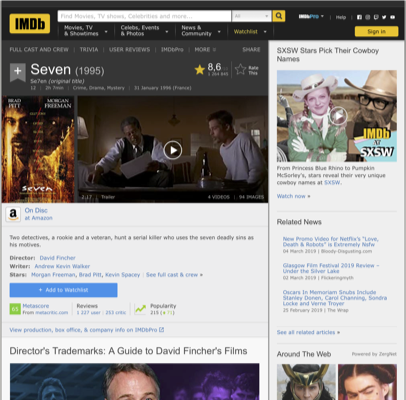 IMDb
Find Movies, TV shows, Celebrities and more...
All
IMDbPro
Help
Movies, TV
& Showtimes
Celebs, Events
& Photos
News &
Community
Watchlist
Sign in
FULL CAST AND CREW | TRIVIA | USER REVIEWS | IMDbPro | MORE
SHARE
Seven (1995)
Se7en (original title)
12 | 2h 7min | Crime, Drama, Mystery | 31 January 1996 (France)
8,6
Rate
This
BRAD
PITT
MORGAN
FREEMAN
seven
2:17 | Trailer
4 VIDEOS | 94 IMAGES
On Disc
at Amazon
Two detectives, a rookie and a veteran, hunt a serial killer who uses the seven deadly sins as
his motives.
Director: David Fincher
Writer: Andrew Kevin Walker
Stars: Morgan Freeman, Brad Pitt, Kevin Spacey | See full cast & crew »
+ Add to Watchlist
65
Metascore
From metacritic.com
Reviews
1 227 user | 253 critic
Popularity
215
View production, box office, & company info on IMDbPro
Director's Trademarks: A Guide to David Fincher's Films
SXSW Stars Pick Their Cowboy
Names
IMDb
AT
SXSW
From Princess Blue Rhino to Pumpkin
McSorley's, stars reveal their very unique
cowboy names at SXSW.
Watch now »
Related News
New Promo Video for Netflix's "Love,
Death & Robots" is Extremely Nsfw
04 March 2019 | Bloody-Disgusting.com
Glasgow Film Festival 2019 Review –
Under the Silver Lake
02 March 2019 | FlickeringMyth
Oscars In Memoriam Snubs Include
Stanley Donen, Carol Channing, Sondra
Locke and Verne Troyer
25 February 2019 | The Wrap
See all related articles »
Around The Web
Powered by ZergNet